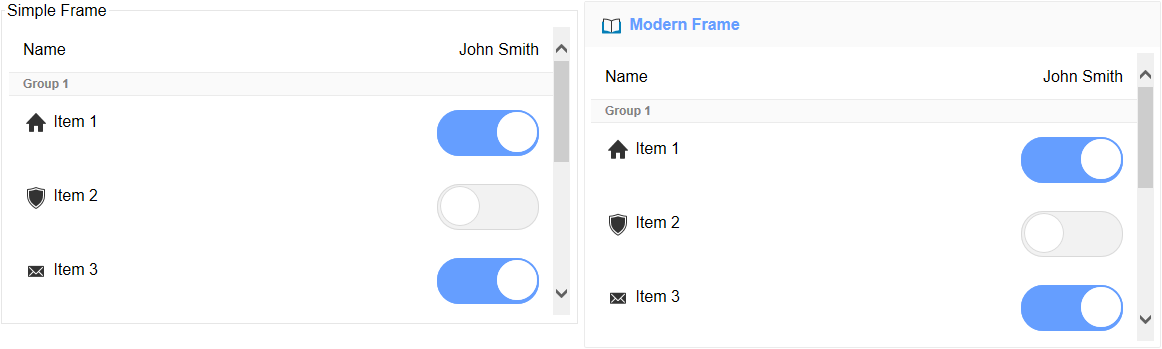 Simple Frame
Name John Smith
Group 1
Item 1
Item 2
Item 3
Modern Frame
Name John Smith
Group 1
Item 1
Item 2
Item 3